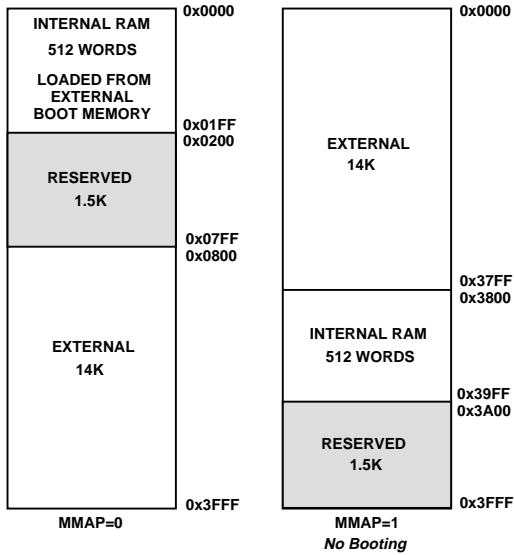 INTERNAL RAM
512 WORDS
LOADED FROM
EXTERNAL
BOOT MEMORY
0x0000
0x01FF
0x0200
RESERVED
1.5K
0x07FF
0x0800
EXTERNAL
14K
0x3FFF
MMAP=0
0x0000
EXTERNAL
14K
0x37FF
0x3800
INTERNAL RAM
512 WORDS
0x39FF
0x3A00
RESERVED
1.5K
0x3FFF
MMAP=1
No Booting